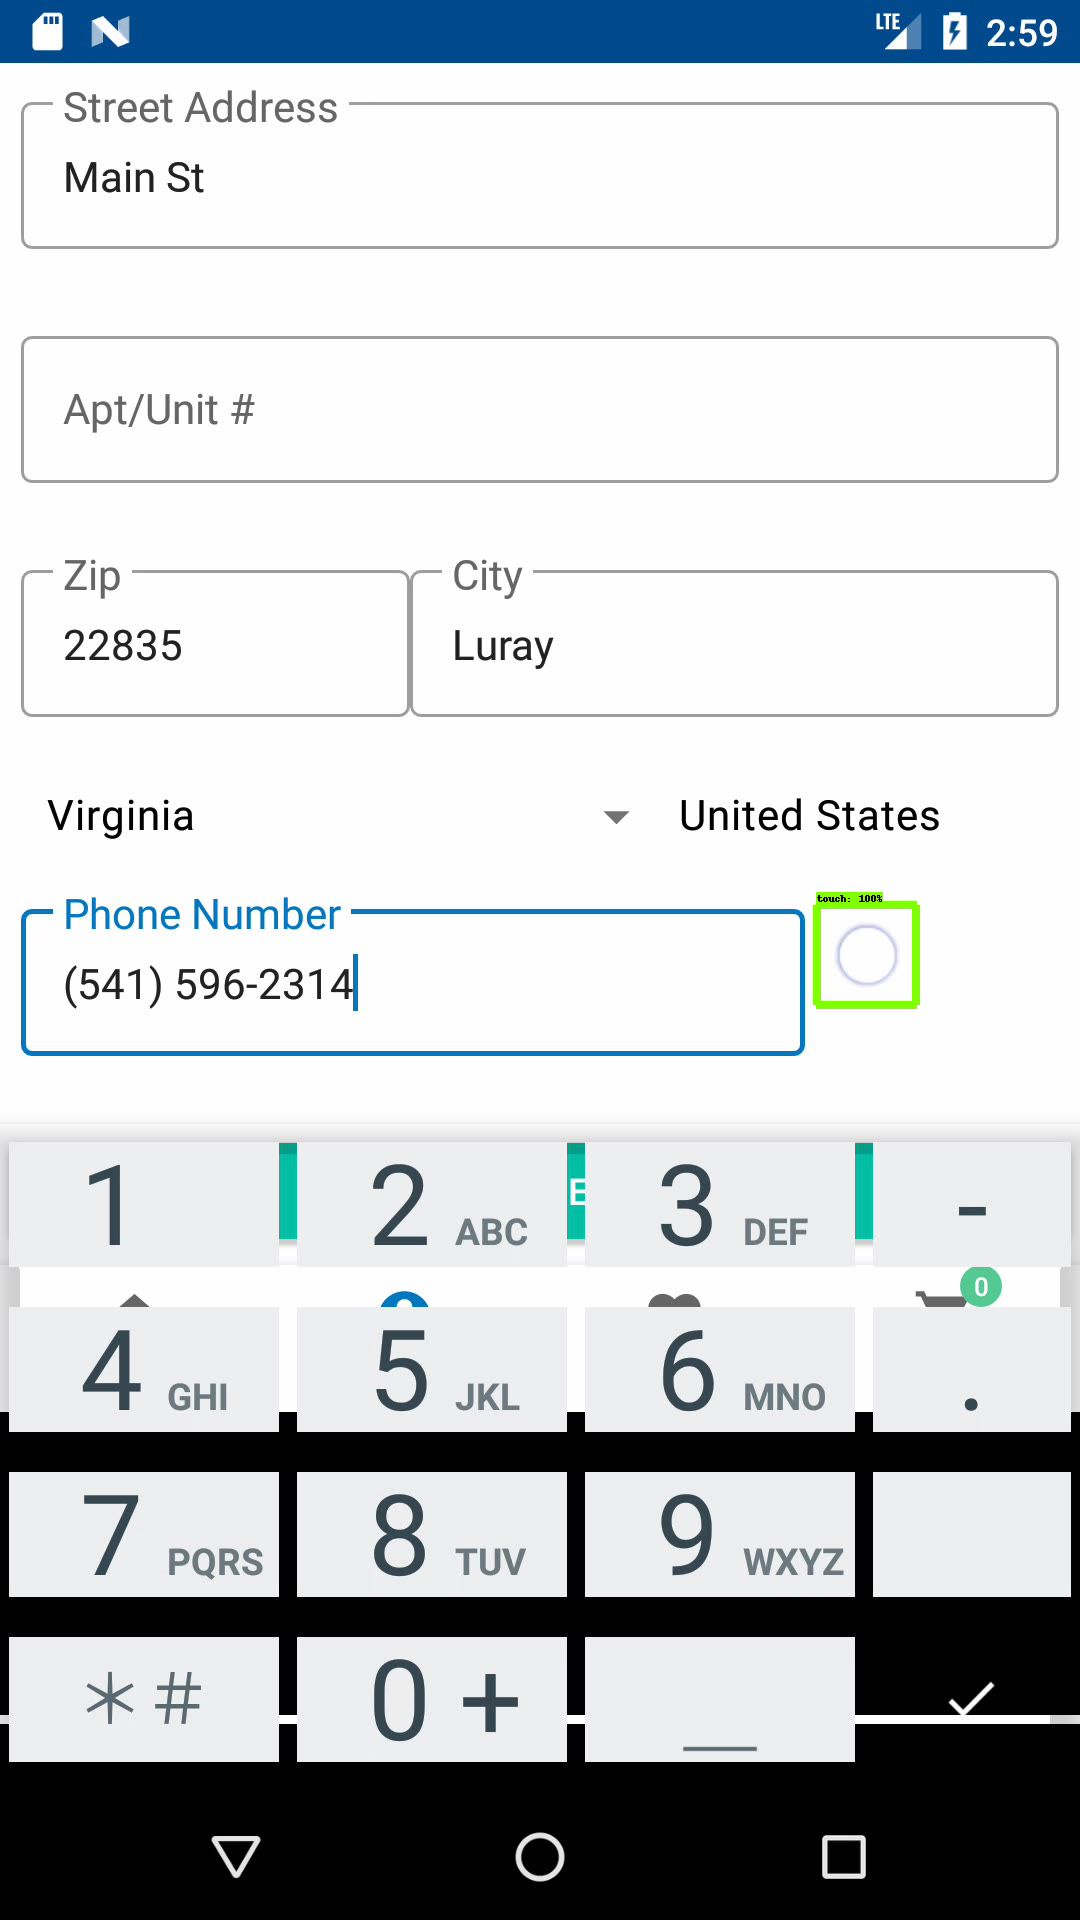 LTE 2:59
Street Address
Main St
Apt/Unit #
Zip City
22835 Luray
Virginia United States
touch: 100%
Phone Number
(541) 596-2314
1 2 ABC E 3 DEF -
0
4 GHI 5 JKL 6 MNO .
7 PQRS 8 TUV 9 WXYZ
*# 0 +